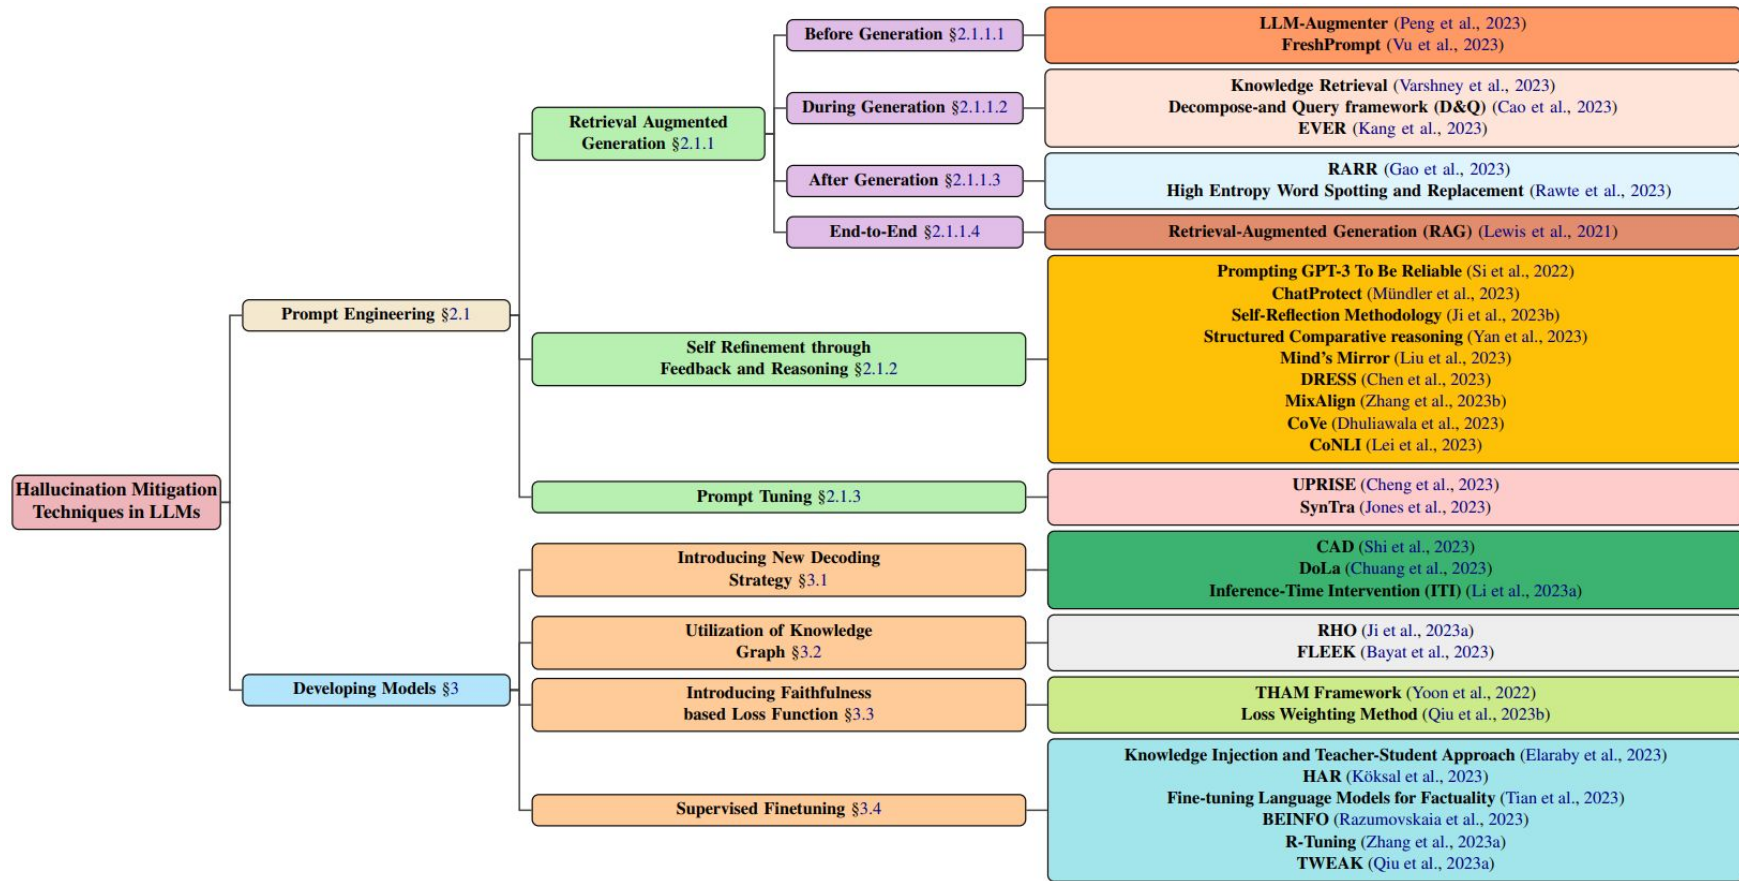 Hallucination Mitigation
Techniques in LLMs
Prompt Engineering §2.1
Retrieval Augmented
Generation §2.1.1
Before Generation §2.1.1.1
LLM-Augmenter (Peng et al., 2023)
FreshPrompt (Vu et al., 2023)
During Generation §2.1.1.2
Knowledge Retrieval (Varshney et al., 2023)
Decompose-and Query framework (D&Q) (Cao et al., 2023)
EVER (Kang et al., 2023)
After Generation §2.1.1.3
RARR (Gao et al., 2023)
High Entropy Word Spotting and Replacement (Rawte et al., 2023)
End-to-End §2.1.1.4
Retrieval-Augmented Generation (RAG) (Lewis et al., 2021)
Self Refinement through
Feedback and Reasoning §2.1.2
Prompting GPT-3 To Be Reliable (Si et al., 2022)
ChatProtect (Mündler et al., 2023)
Self-Reflection Methodology (Ji et al., 2023b)
Structured Comparative reasoning (Yan et al., 2023)
Mind's Mirror (Liu et al., 2023)
DRESS (Chen et al., 2023)
MixAlign (Zhang et al., 2023b)
CoVe (Dhuliawala et al., 2023)
CoNLI (Lei et al., 2023)
Prompt Tuning §2.1.3
UPRISE (Cheng et al., 2023)
SynTra (Jones et al., 2023)
Developing Models §3
Introducing New Decoding
Strategy §3.1
CAD (Shi et al., 2023)
DoLa (Chuang et al., 2023)
Inference-Time Intervention (ITI) (Li et al., 2023a)
Utilization of Knowledge
Graph §3.2
RHO (Ji et al., 2023a)
FLEEK (Bayat et al., 2023)
Introducing Faithfulness
based Loss Function §3.3
THAM Framework (Yoon et al., 2022)
Loss Weighting Method (Qiu et al., 2023b)
Supervised Finetuning §3.4
Knowledge Injection and Teacher-Student Approach (Elaraby et al., 2023)
HAR (Köksal et al., 2023)
Fine-tuning Language Models for Factuality (Tian et al., 2023)
BEINFO (Razumovskaia et al., 2023)
R-Tuning (Zhang et al., 2023a)
TWEAK (Qiu et al., 2023a)